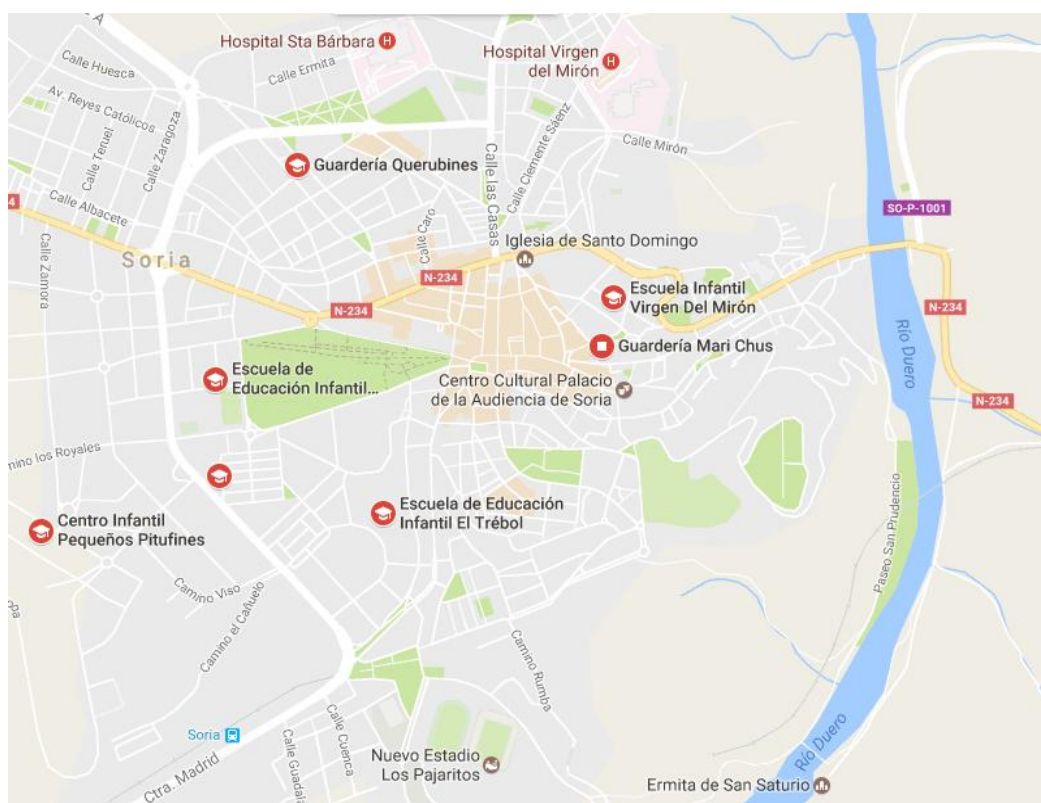 A
Hospital Sta Bárbara
H
Hospital Virgen
del Mirón
H
Calle Huesca
Calle Ermita
Av. Reyes Católicos
Calle Zaragoza
Calle Teruel
Calle Clemente Sáenz
Calle Mirón
Guardería Querubines
Calle las Casas
4
Calle Albacete
SO-P-1001
Calle Caro
Calle Zamora
Soria
Iglesia de Santo Domingo
N-234
Escuela Infantil
Virgen Del Mirón
N-234
N-234
Guardería Mari Chus
Río Duero
Escuela de
Educación Infantil...
Centro Cultural Palacio
de la Audiencia de Soria
N-234
mino los Royales
Escuela de Educación
Infantil El Trébol
Centro Infantil
Pequeños Pitufines
Paseo San Prudencio
Camino Viso
Camino el Cañuelo
opa
Camino Rumba
Soria
Calle Cuenca
Calle Guadal
Nuevo Estadio
Los Pajaritos
Río Duero
Ctra. Madrid
Ermita de San Saturio